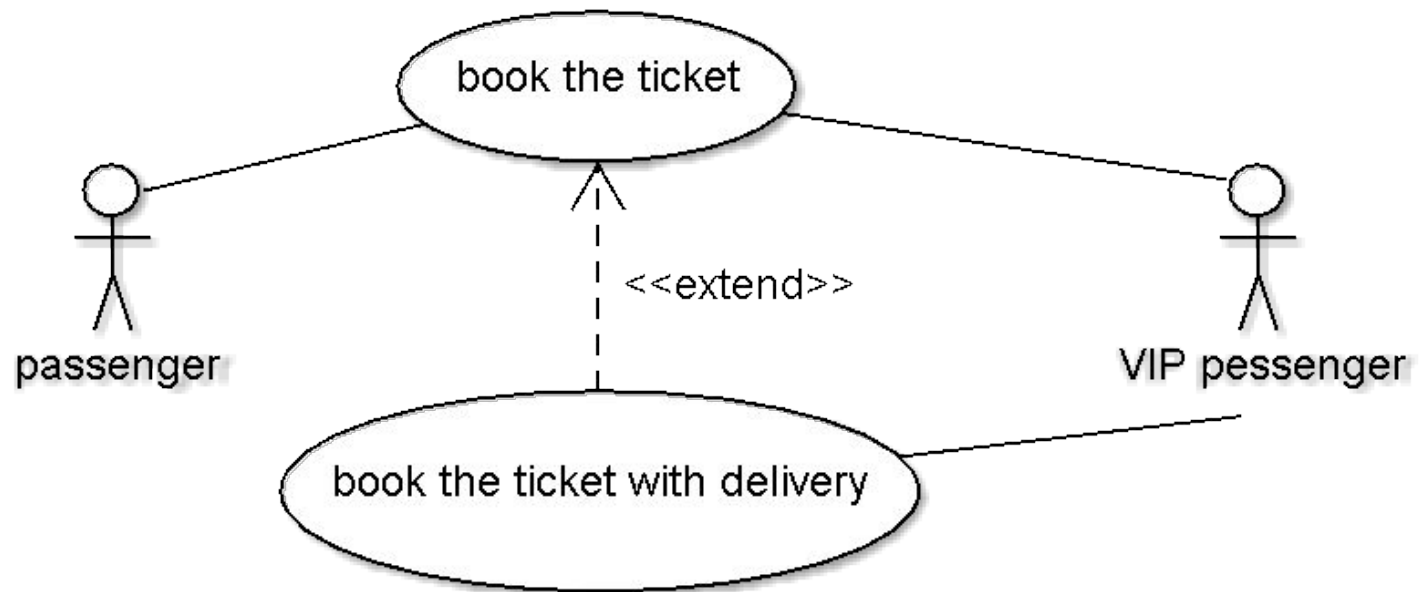 book the ticket
<<extend>>
passenger
VIP pessenger
book the ticket with delivery